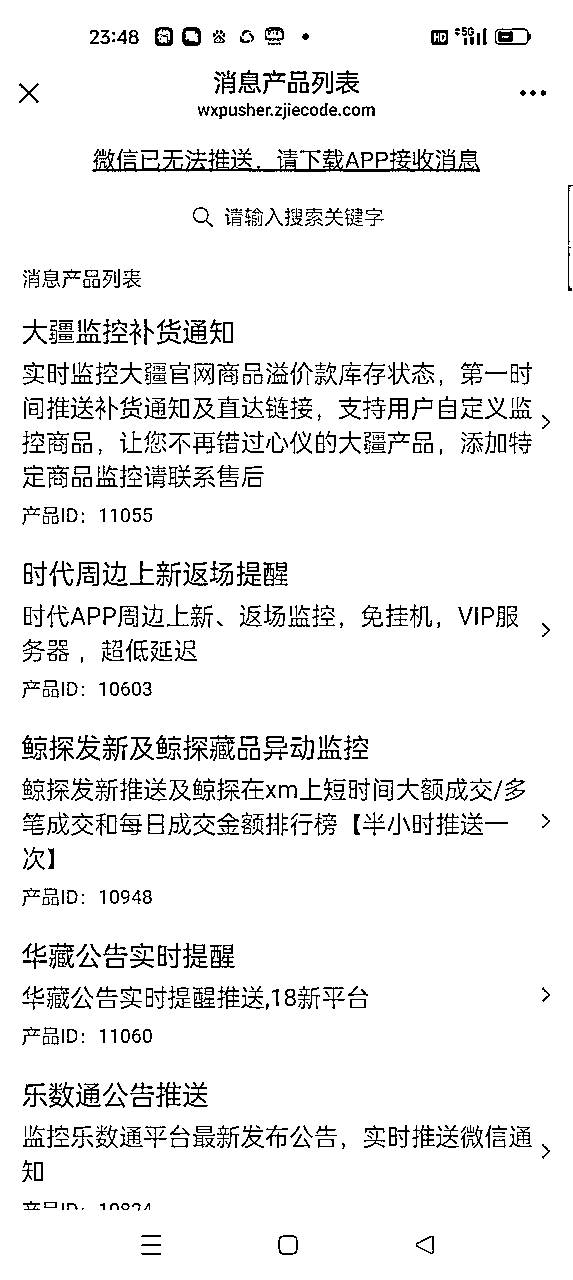 23:48
HD 5G
消息产品列表
wxpusher.zjiecode.com
微信已无法推送，请下载APP接收消息
请输入搜索关键字
消息产品列表
大疆监控补货通知
实时监控大疆官网商品溢价款库存状态，第一时
间推送补货通知及直达链接，支持用户自定义监
控商品，让您不再错过心仪的大疆产品，添加特
定商品监控请联系售后
产品ID：11055
时代周边上新返场提醒
时代APP周边上新、返场监控，免挂机，VIP服
务器 ，超低延迟
产品ID：10603
鲸探发新及鲸探藏品异动监控
鲸探发新推送及鲸探在xm上短时间大额成交/多
笔成交和每日成交金额排行榜【半小时推送一
次】
产品ID：10948
华藏公告实时提醒
华藏公告实时提醒推送,18新平台
产品ID：11060
乐数通公告推送
监控乐数通平台最新发布公告，实时推送微信通
知
产品ID：10824